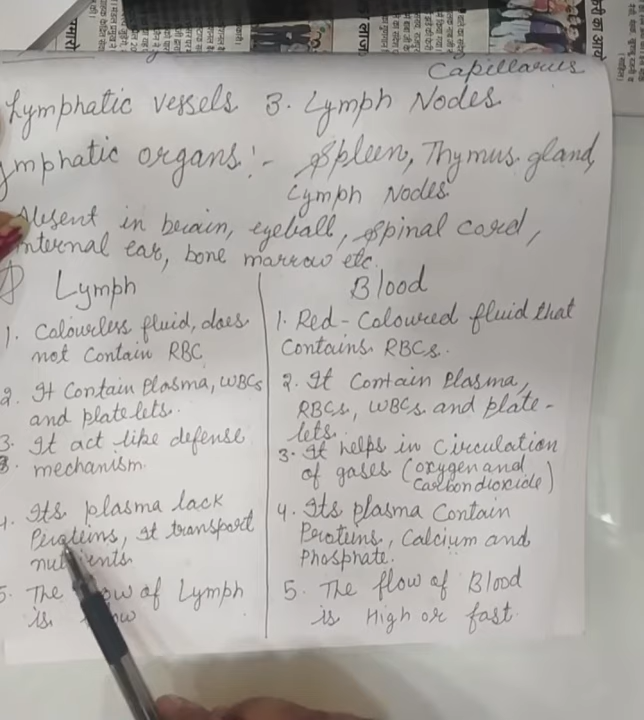 Capillarus
Lymphatic vessels 3. Lymph Nodes
mphatic organs:- Spleen, Thymus gland,
Lymph Nodes
Absent in brain, eyeball, spinal cord,
internal ear, bone marrow etc.
Lymph
1. Colourless fluid, does
not Contain RBC
2. It Contain Plasma, WBCs
and platelets.
3. It act like defense
3. mechanism.
4. Its plasma lack
Proteins, It transport
nutrients
5. The flow of Lymph
is
Blood
1. Red-Coloured fluid that
Contains RBCs.
2. It Contain Plasma,
RBCs, WBCs and plate-
lets.
3. It helps in Circulation
of gases (oxygen and
Carbondioxide)
4. Its plasma Contain
Proteins, Calcium and
Phosphate.
5. The flow of Blood
is High or fast.